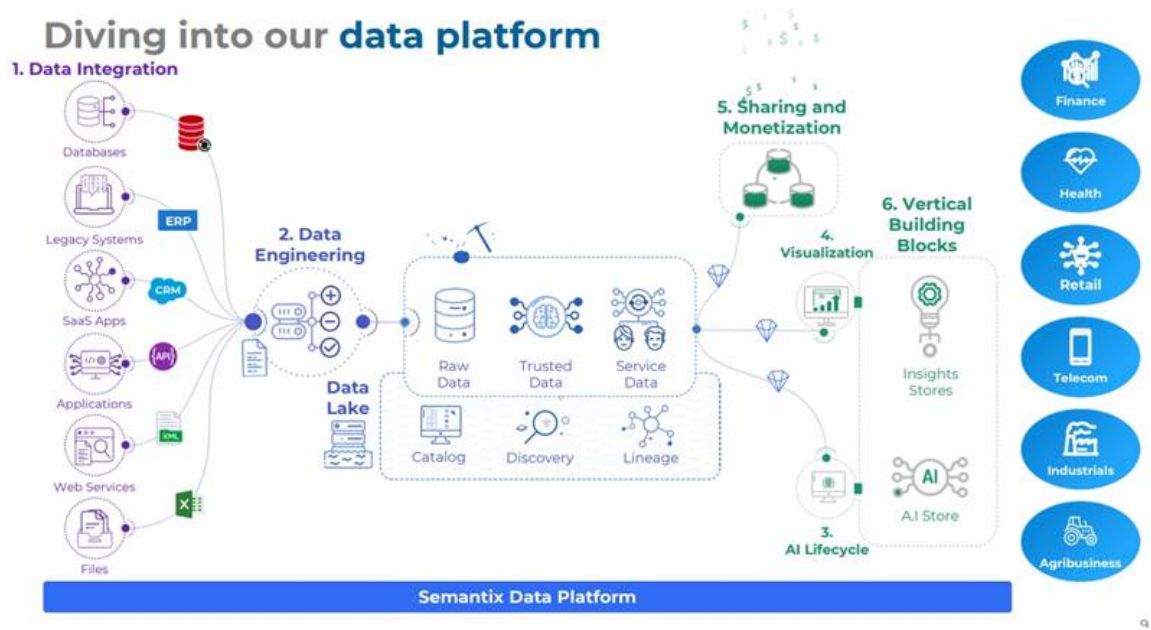 Diving into our data platform
1. Data Integration
Databases
Legacy Systems
ERP
SaaS Apps
CRM
Applications
API
Web Services
XML
Files
X
2. Data
Engineering
Data
Lake
Raw
Data
Trusted
Data
Service
Data
Catalog
Discovery
Lineage
$ $ $ $ $ $ $ $
5. Sharing and
Monetization
4.
Visualization
3.
AI Lifecycle
6. Vertical
Building
Blocks
Insights
Stores
AI
A.I Store
Finance
Health
Retail
Telecom
Industrials
Agribusiness
Semantix Data Platform
9